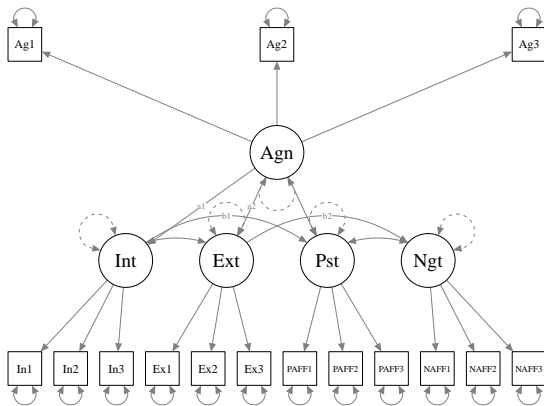 Ag1 Ag2 Ag3
Agn
a1 a2
b1 b2
Int Ext Pst Ngt
In1 In2 In3 Ex1 Ex2 Ex3 PAFF1 PAFF2 PAFF3 NAFF1 NAFF2 NAFF3